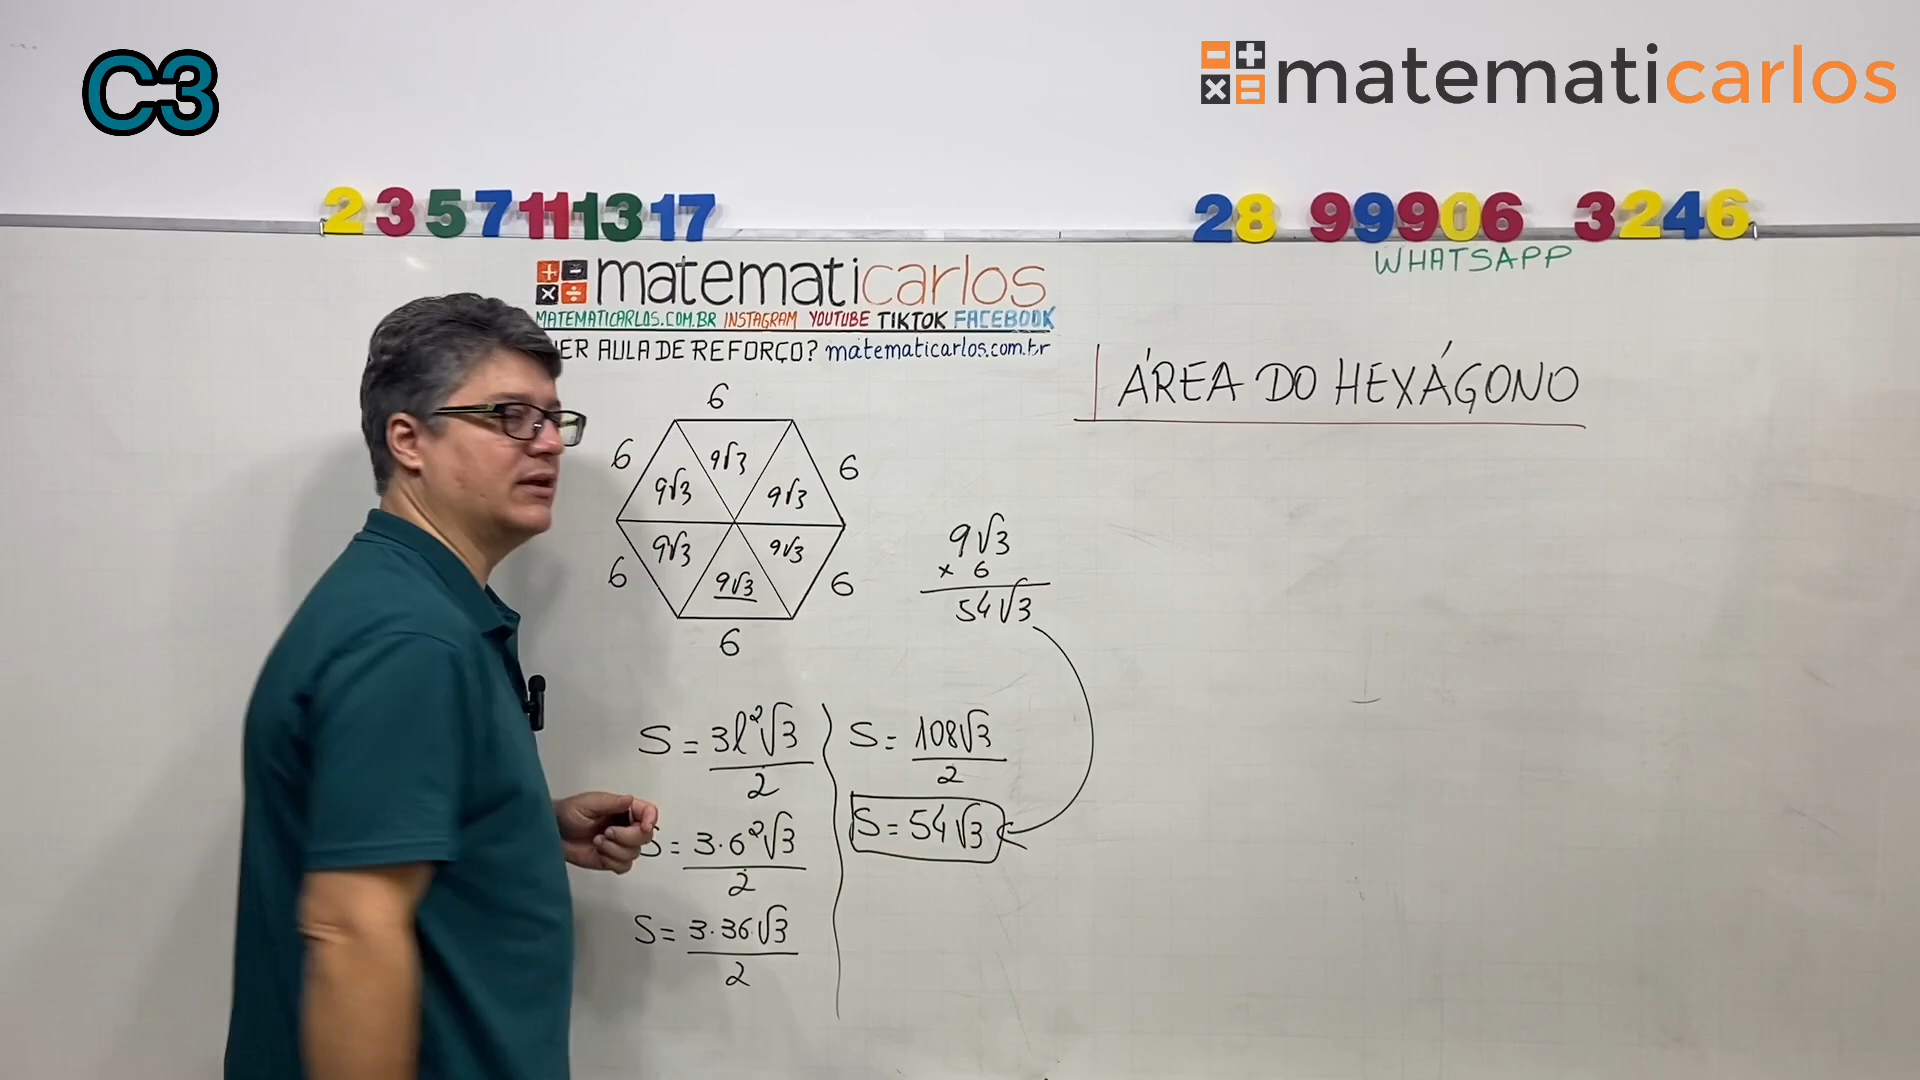 C3
matematicarlos
2 3 5 7 11 13 17
28 99906 3246
WHATSAPP
matematicarlos
MATEMATICARLOS.COM.BR INSTAGRAM YOUTUBE TIKTOK FACEBOOK
ER AULA DE REFORÇO? matematicarlos.com.br
ÁREA DO HEXÁGONO
6
6 6
9√3
9√3 9√3
9√3 9√3
9√3
6 6
6
9√3
× 6
54√3
S = 3l²√3
2
S = 3·6²√3
2
S = 3·36·√3
2
S = 108√3
2
S = 54√3